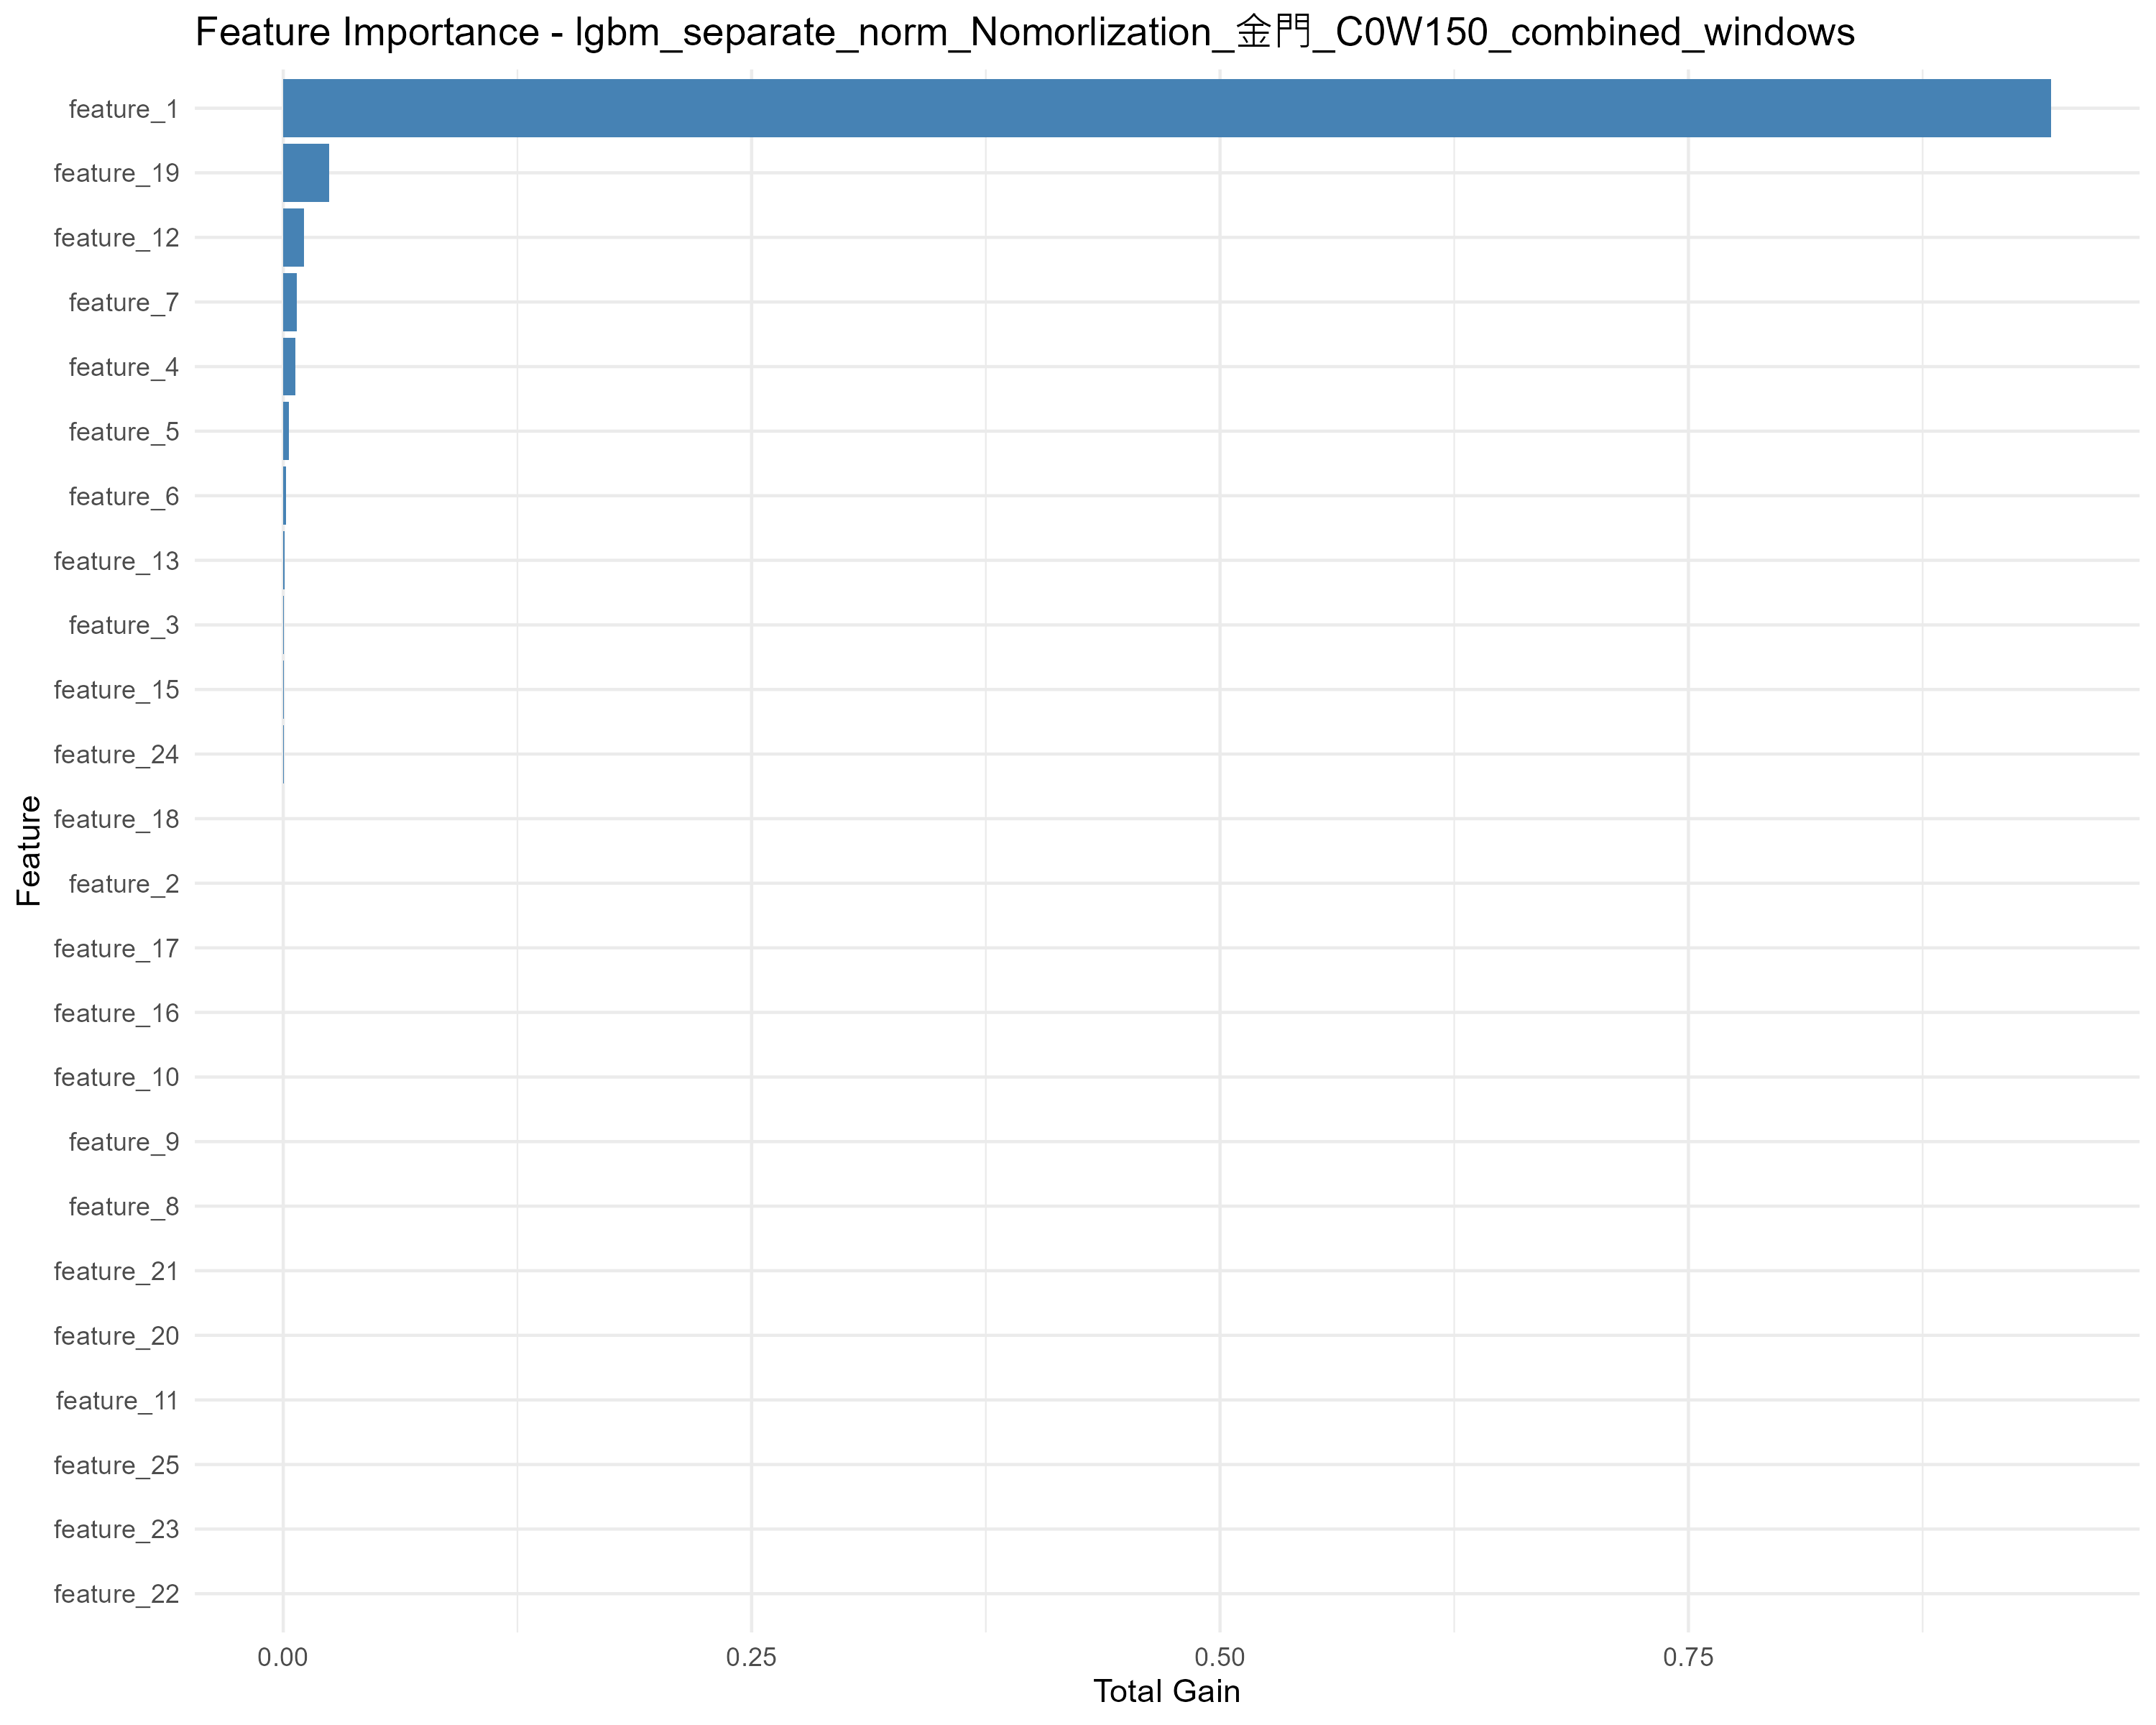 Feature Importance - lgbm_separate_norm_Nomorlization_金門_C0W150_combined_windows
feature_1
feature_19
feature_12
feature_7
feature_4
feature_5
feature_6
feature_13
feature_3
feature_15
feature_24
feature_18
feature_2
feature_17
feature_16
feature_10
feature_9
feature_8
feature_21
feature_20
feature_11
feature_25
feature_23
feature_22
Feature
0.00 0.25 0.50 0.75
Total Gain